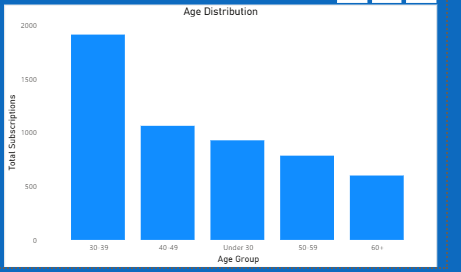 Age Distribution
Total Subscriptions
2000
1500
1000
500
0
30-39
40-49
Under 30
50-59
60+
Age Group